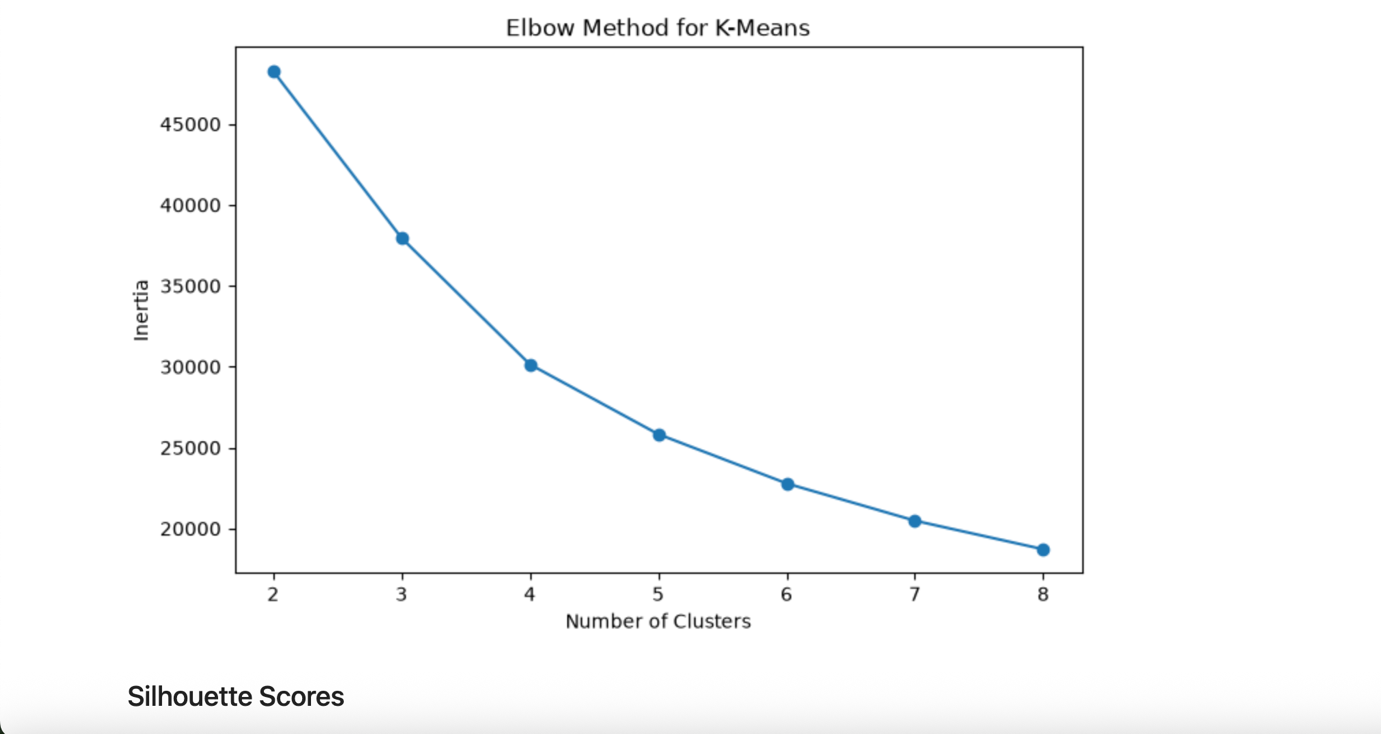 Elbow Method for K-Means
45000
40000
35000
30000
25000
20000
Inertia
2 3 4 5 6 7 8
Number of Clusters
Silhouette Scores